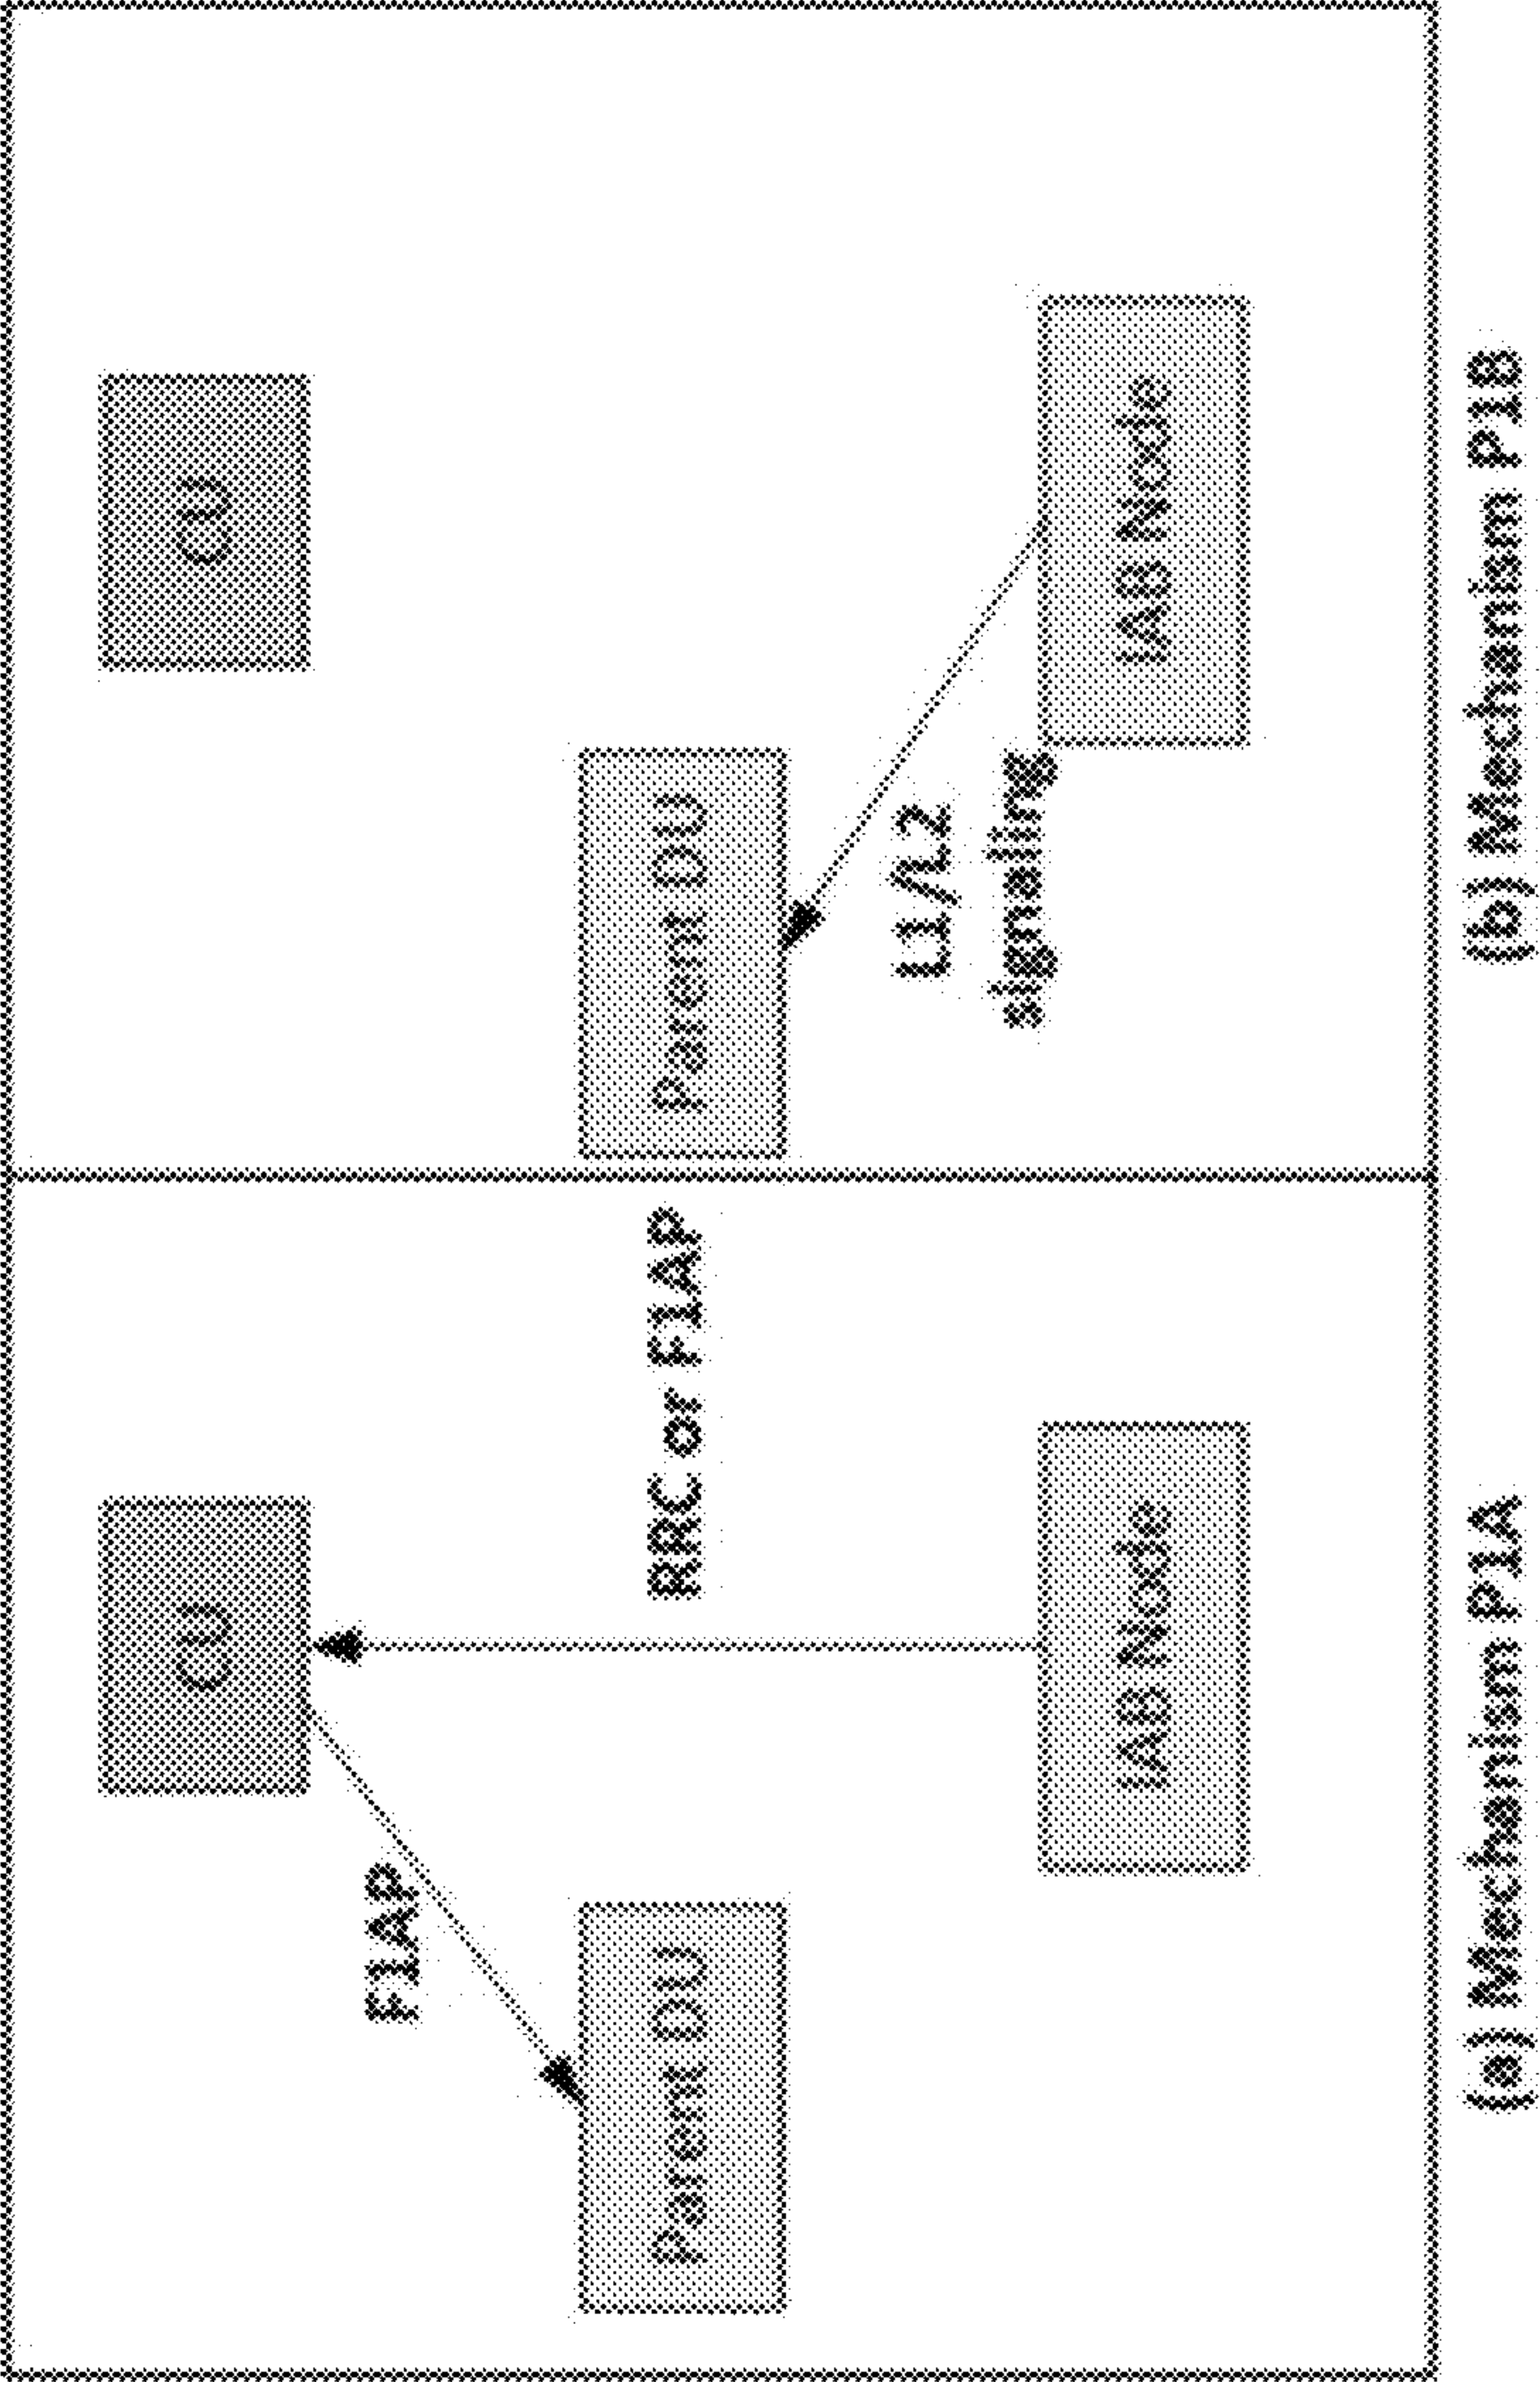 CU
F1AP
Parent DU
RRC or F1AP
IAB Node
(a) Mechanism P1A
CU
Parent DU
L1/L2
signaling
IAB Node
(b) Mechanism P1B